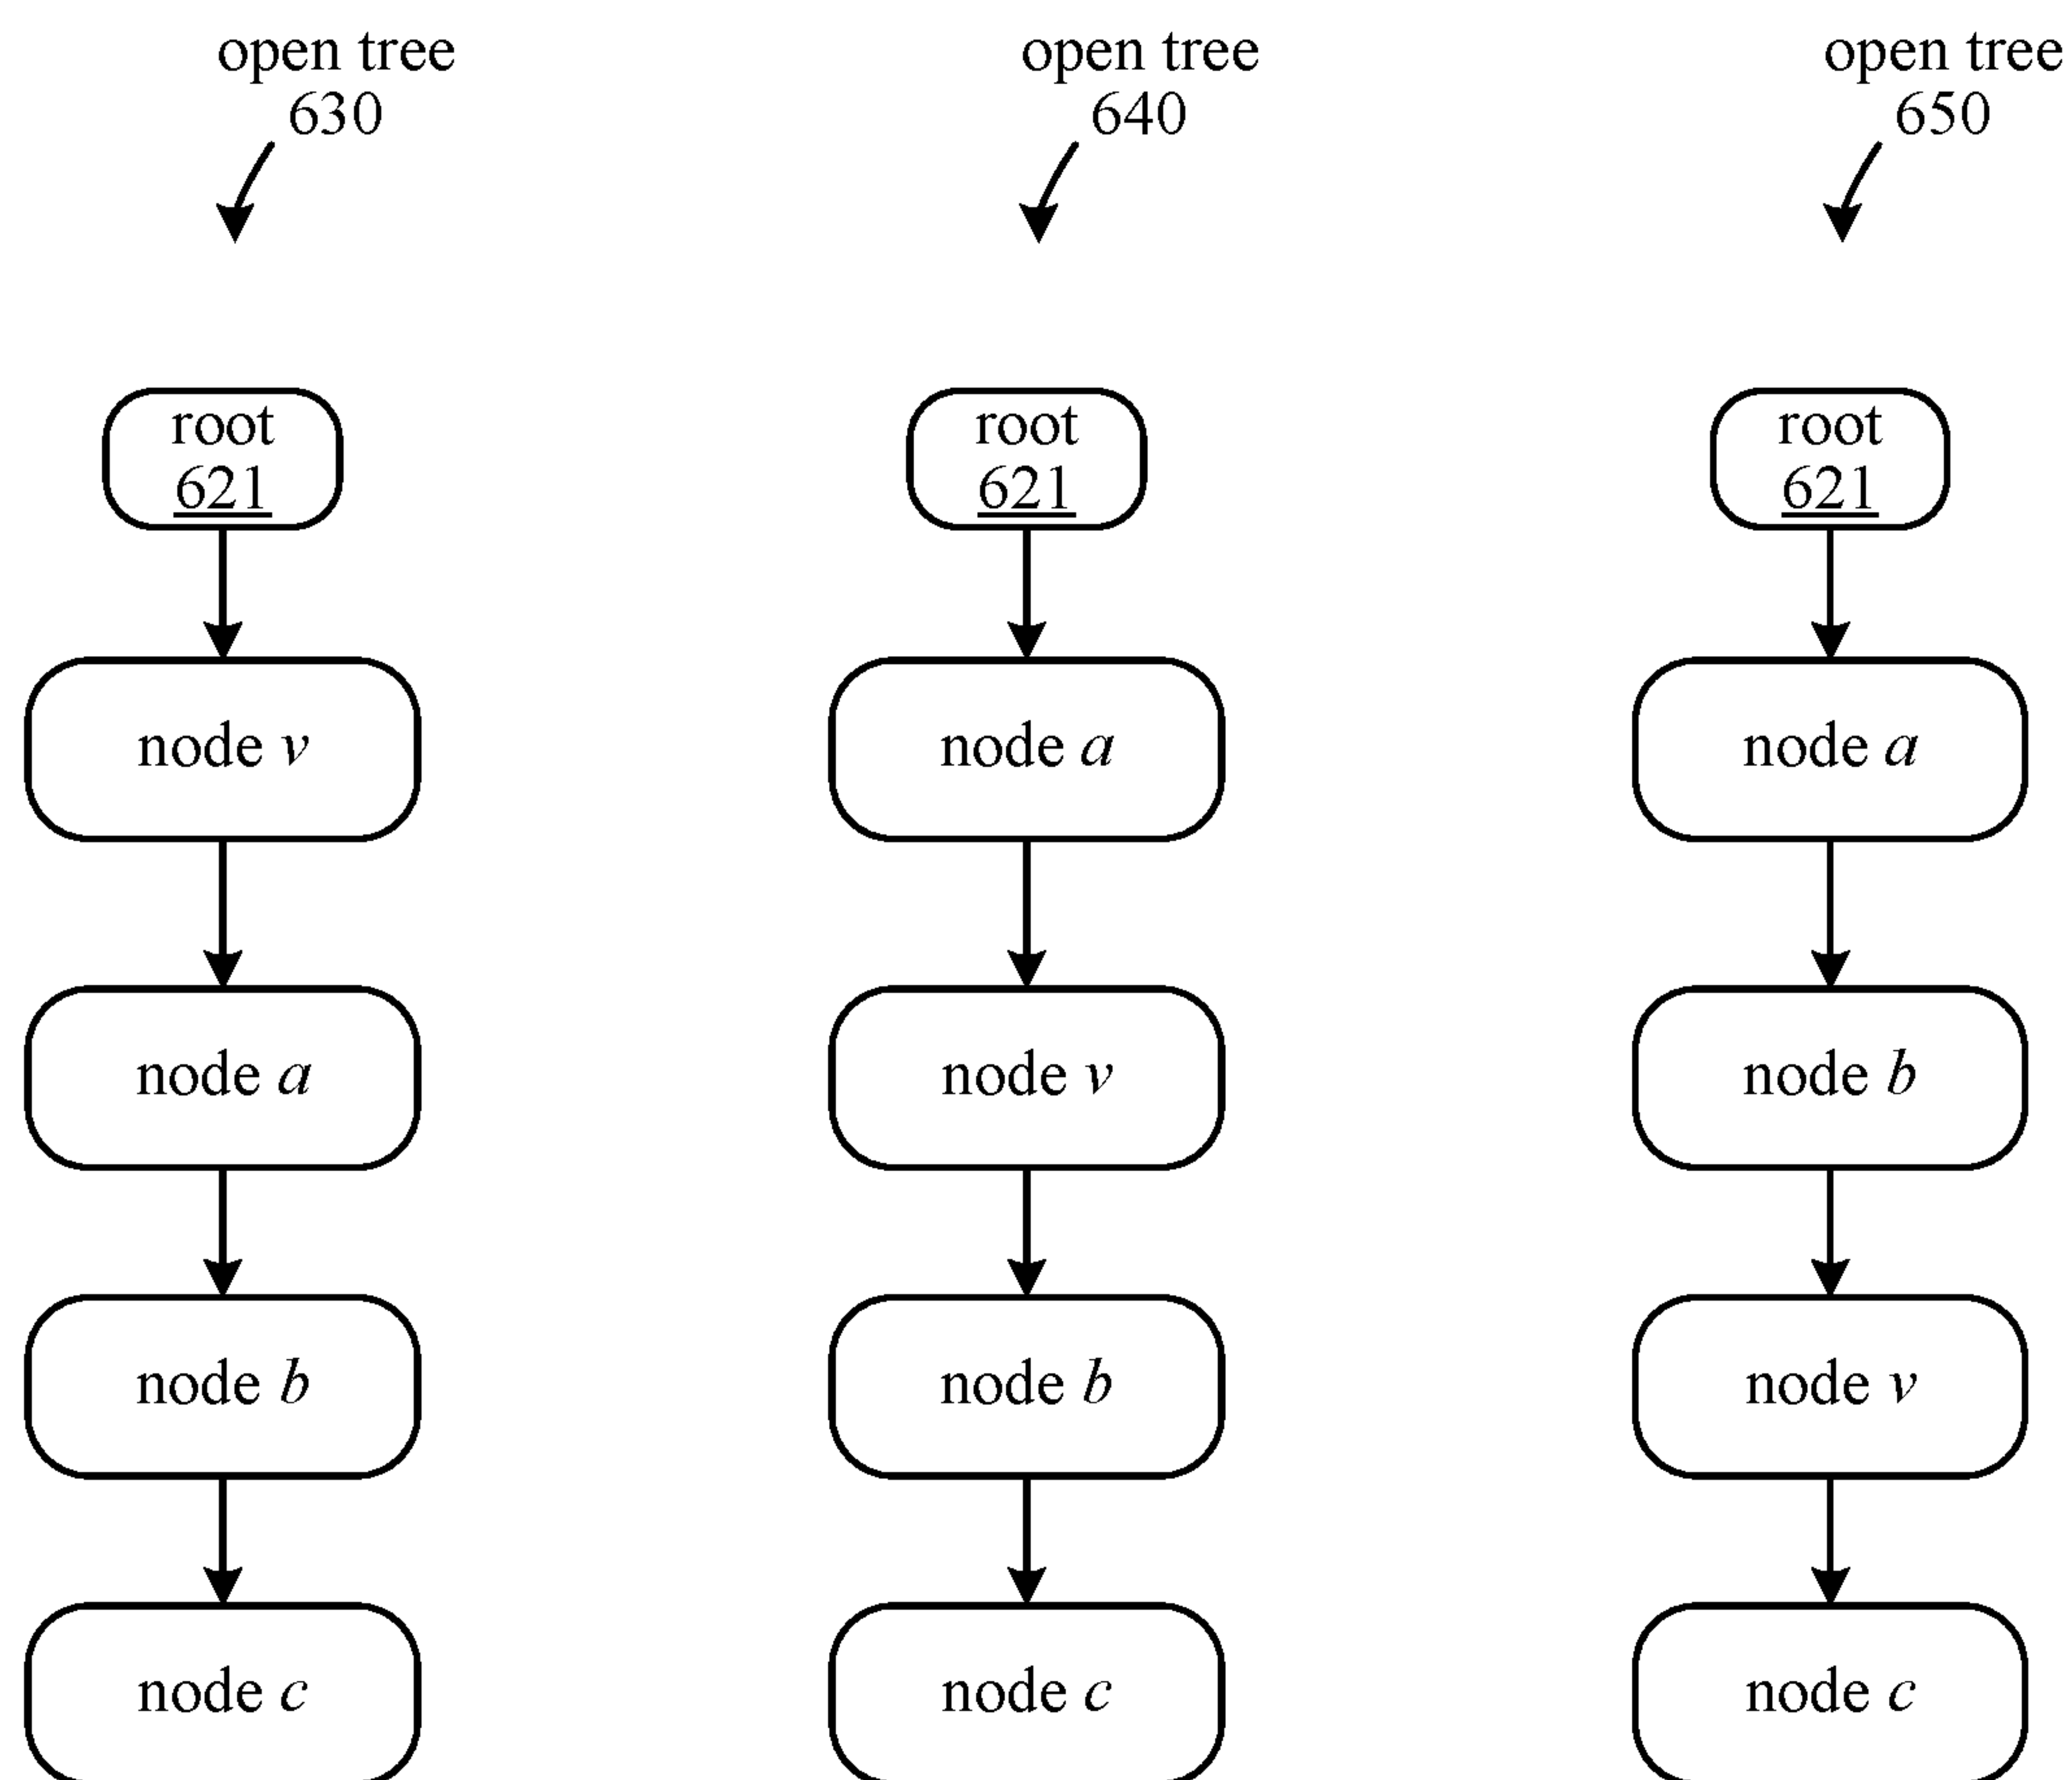 open tree
630
root
621
node v
node a
node b
node c
open tree
640
root
621
node a
node v
node b
node c
open tree
650
root
621
node a
node b
node v
node c